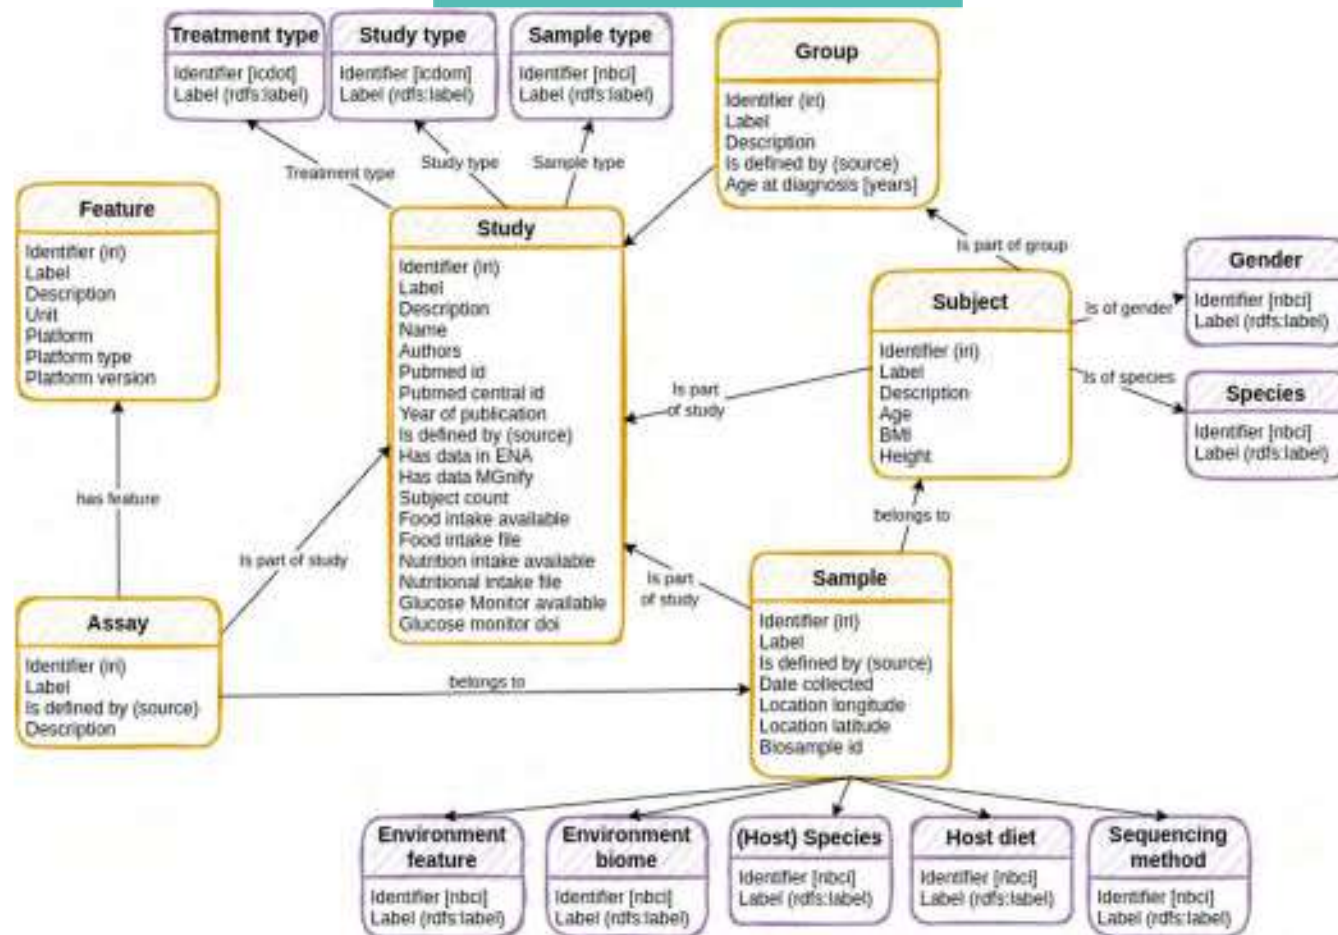 Treatment type
Identifier [icdot]
Label (rdfs:label)
Study type
Identifier [icdom]
Label (rdfs:label)
Sample type
Identifier [nbci]
Label (rdfs:label)
Group
Identifier (iri)
Label
Description
Is defined by (source)
Age at diagnosis [years]
Treatment type
Study type
Sample type
Feature
Identifier (iri)
Label
Description
Unit
Platform
Platform type
Platform version
Study
Identifier (iri)
Label
Description
Name
Authors
Pubmed id
Pubmed central id
Year of publication
Is defined by (source)
Has data in ENA
Has data MGnify
Subject count
Food intake available
Food intake file
Nutrition intake available
Nutritional intake file
Glucose Monitor available
Glucose monitor doi
Is part of group
Subject
Identifier (iri)
Label
Description
Age
BMI
Height
Is of gender
Gender
Identifier [nbci]
Label (rdfs:label)
Is of species
Species
Identifier [nbci]
Label (rdfs:label)
Is part
of study
has feature
Is part of study
belongs to
Is part
of study
Assay
Identifier (iri)
Label
Is defined by (source)
Description
belongs to
Sample
Identifier (iri)
Label
Is defined by (source)
Date collected
Location longitude
Location latitude
Biosample id
Environment
feature
Identifier [nbci]
Label (rdfs:label)
Environment
biome
Identifier [nbci]
Label (rdfs:label)
(Host) Species
Identifier [nbci]
Label (rdfs:label)
Host diet
Identifier [nbci]
Label (rdfs:label)
Sequencing
method
Identifier [nbci]
Label (rdfs:label)